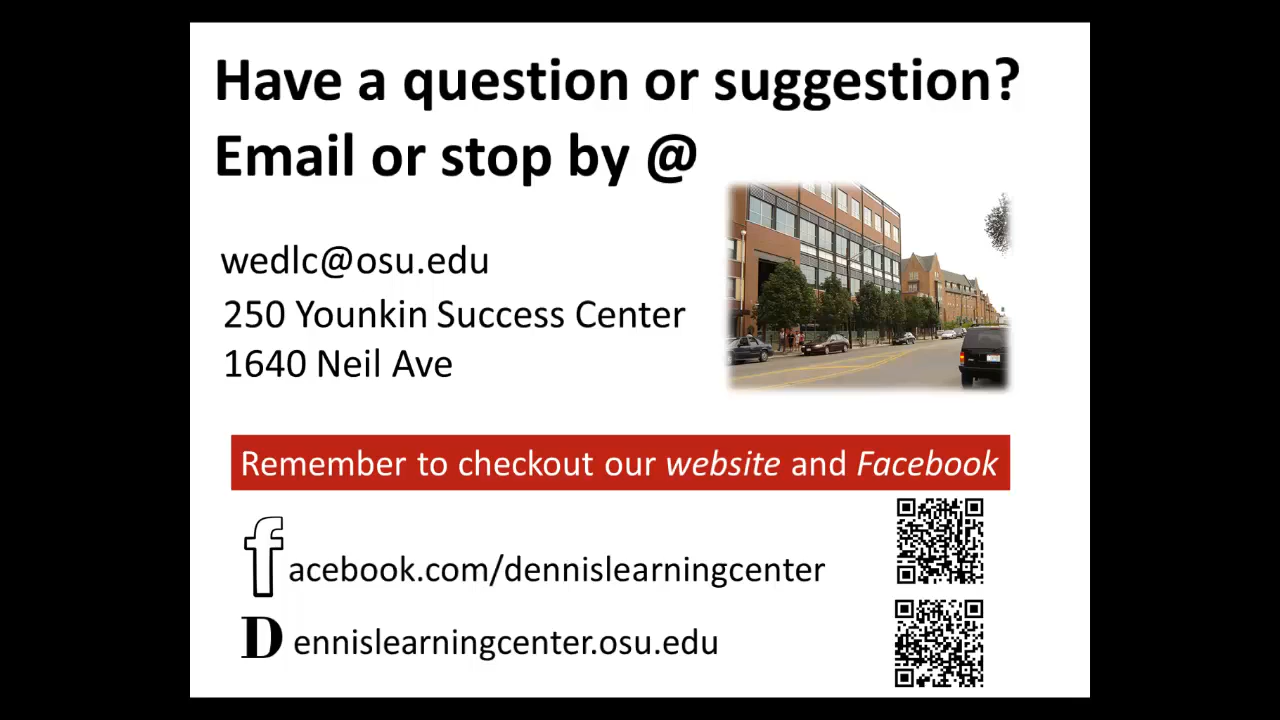 Have a question or suggestion?
Email or stop by @
wedlc@osu.edu
250 Younkin Success Center
1640 Neil Ave
Remember to checkout our website and Facebook
facebook.com/dennislearningcenter
Dennislearningcenter.osu.edu